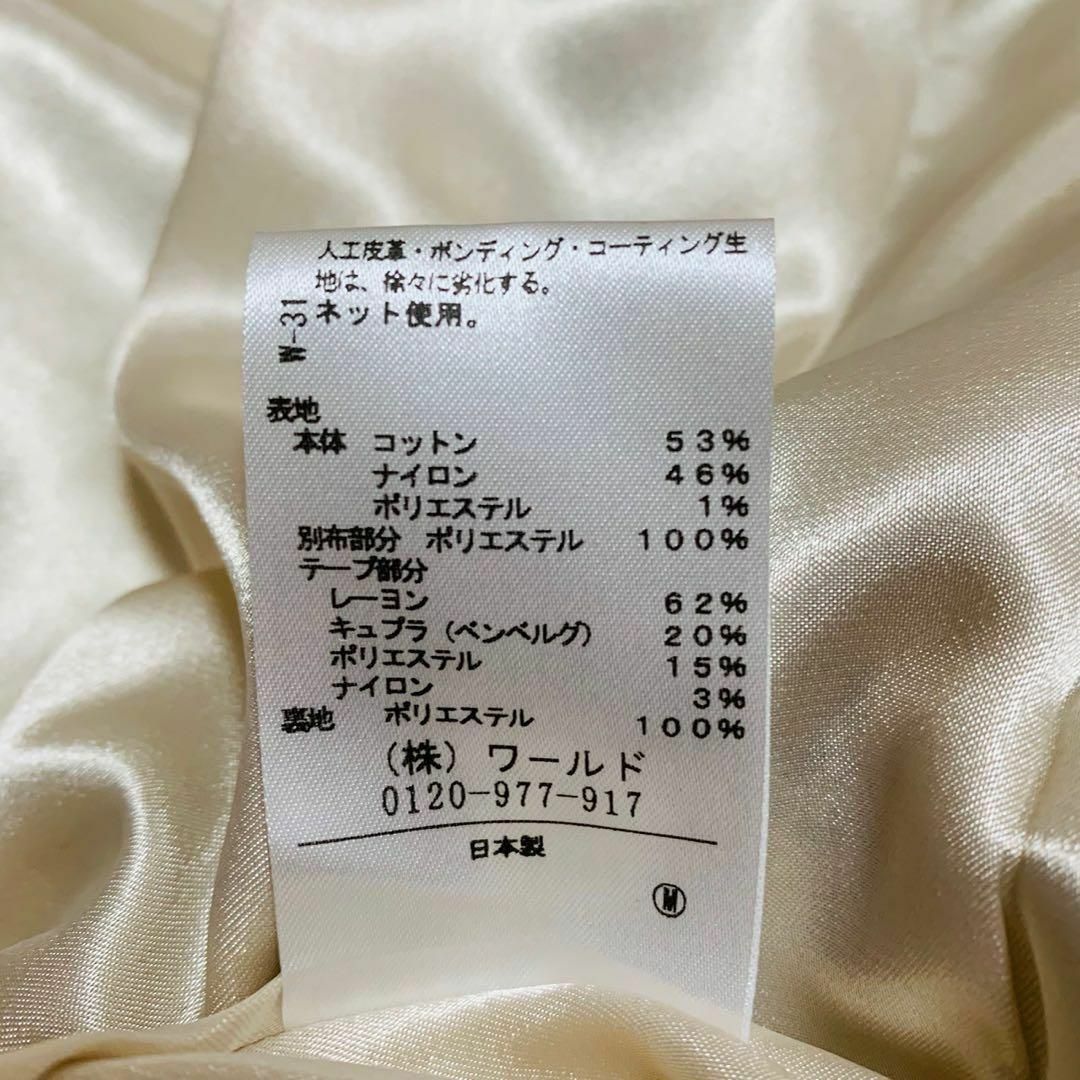 人工皮革・ボンディング・コーティング生
地は、徐々に劣化する。
ネット使用。
W-31
表地
本体 コットン 53%
ナイロン 46%
ポリエステル 1%
別布部分 ポリエステル 100%
テープ部分
レーヨン 62%
キュプラ(ベンベルグ) 20%
ポリエステル 15%
ナイロン 3%
裏地 ポリエステル 100%
(株)ワールド
0120-977-917
日本製
M